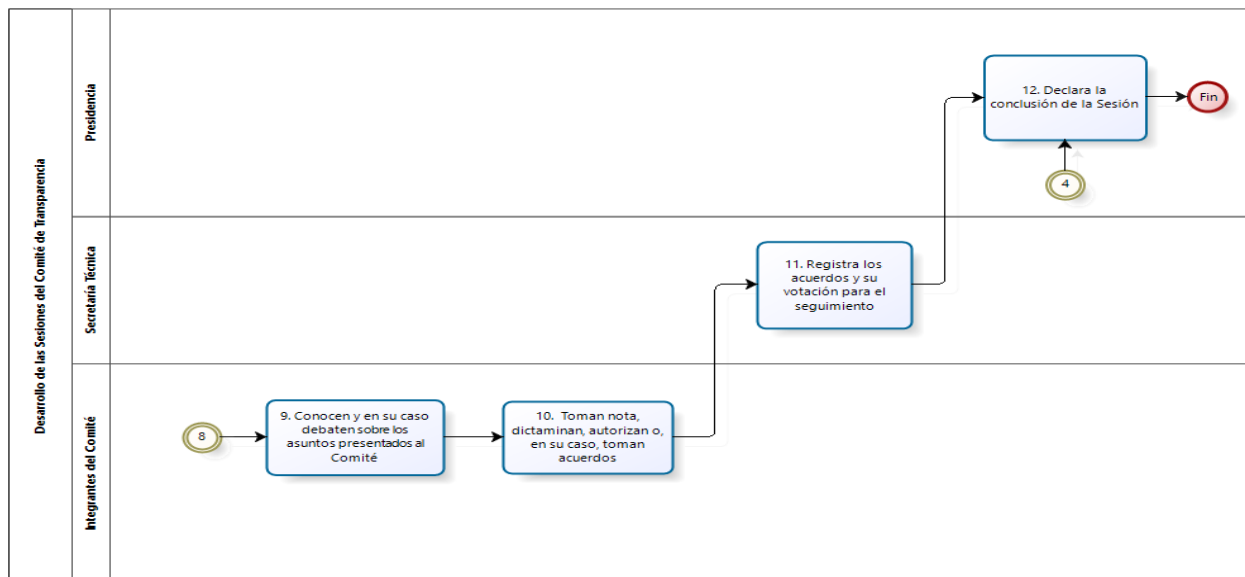 Desarrollo de las Sesiones del Comité de Transparencia
Presidencia
12. Declara la
conclusión de la Sesión
Fin
4
Secretaría Técnica
11. Registra los
acuerdos y su
votación para el
seguimiento
Integrantes del Comité
8
9. Conocen y en su caso
debaten sobre los
asuntos presentados al
Comité
10. Toman nota,
dictaminan, autorizan o,
en su caso, toman
acuerdos